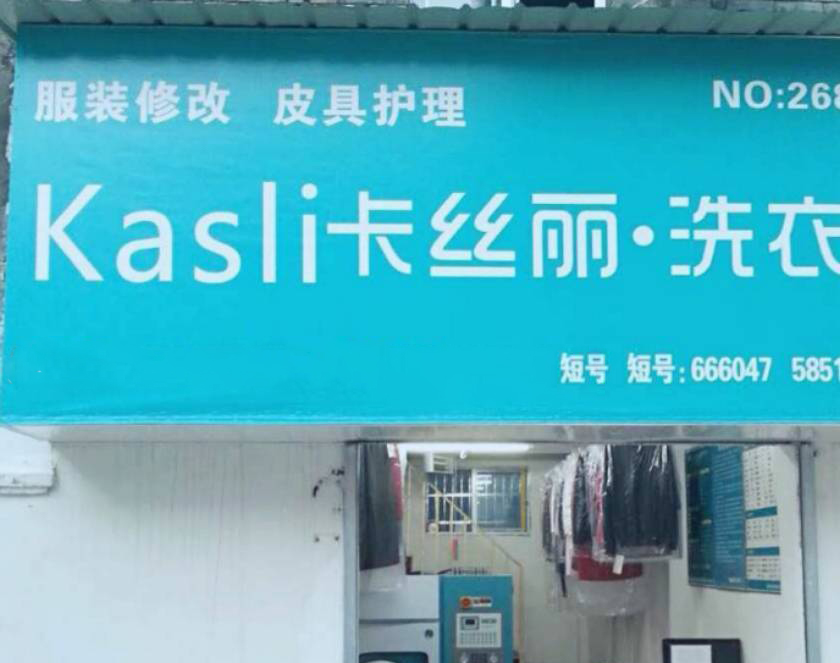 服装修改 皮具护理 NO:268
Kasli卡丝丽·洗衣
短号 短号:666047 5851